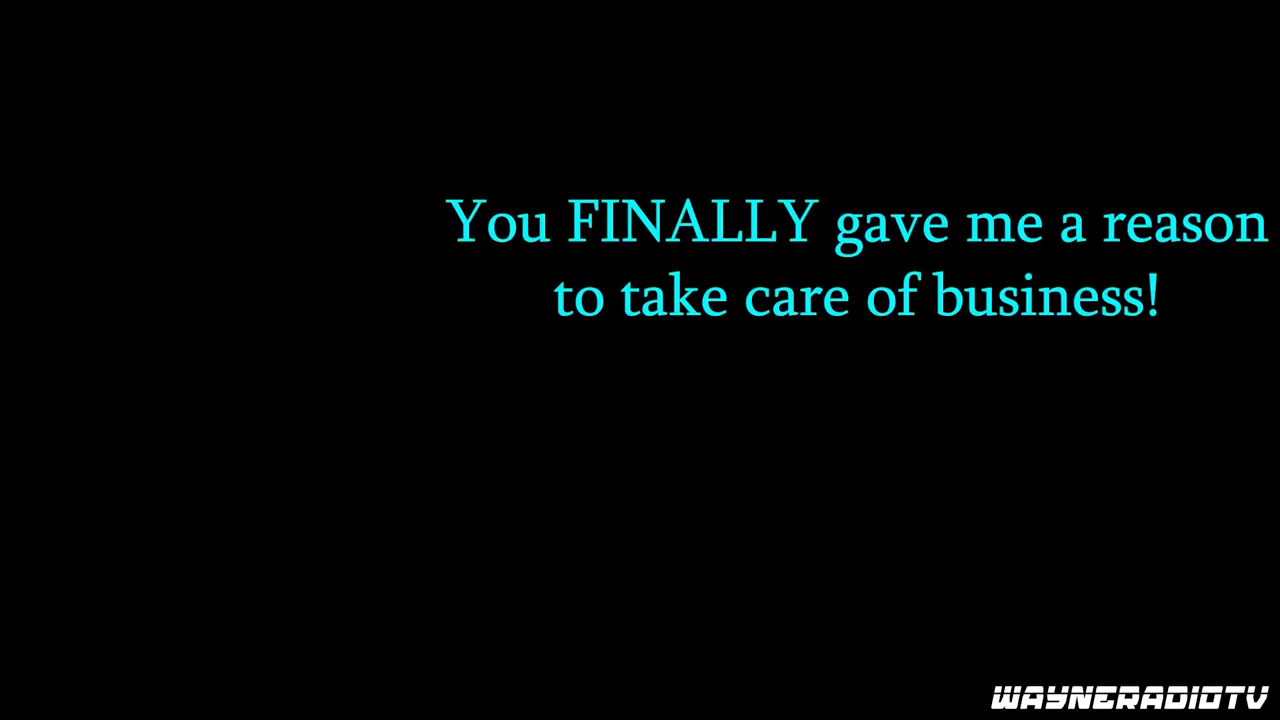 You FINALLY gave me a reason
to take care of business!
WAYNERADIOTV